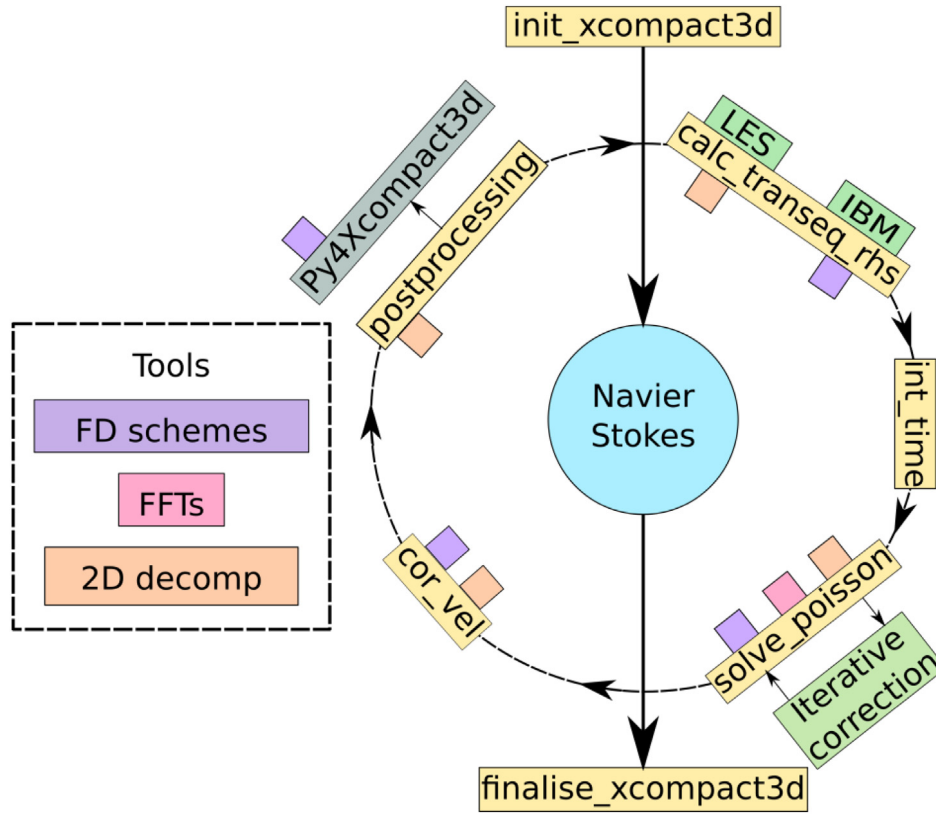 init_xcompact3d
LES
calc_transeq_rhs
IBM
int_time
solve_poisson
Iterative
correction
cor_vel
postprocessing
Py4Xcompact3d
Navier
Stokes
finalise_xcompact3d
Tools
FD schemes
FFTs
2D decomp